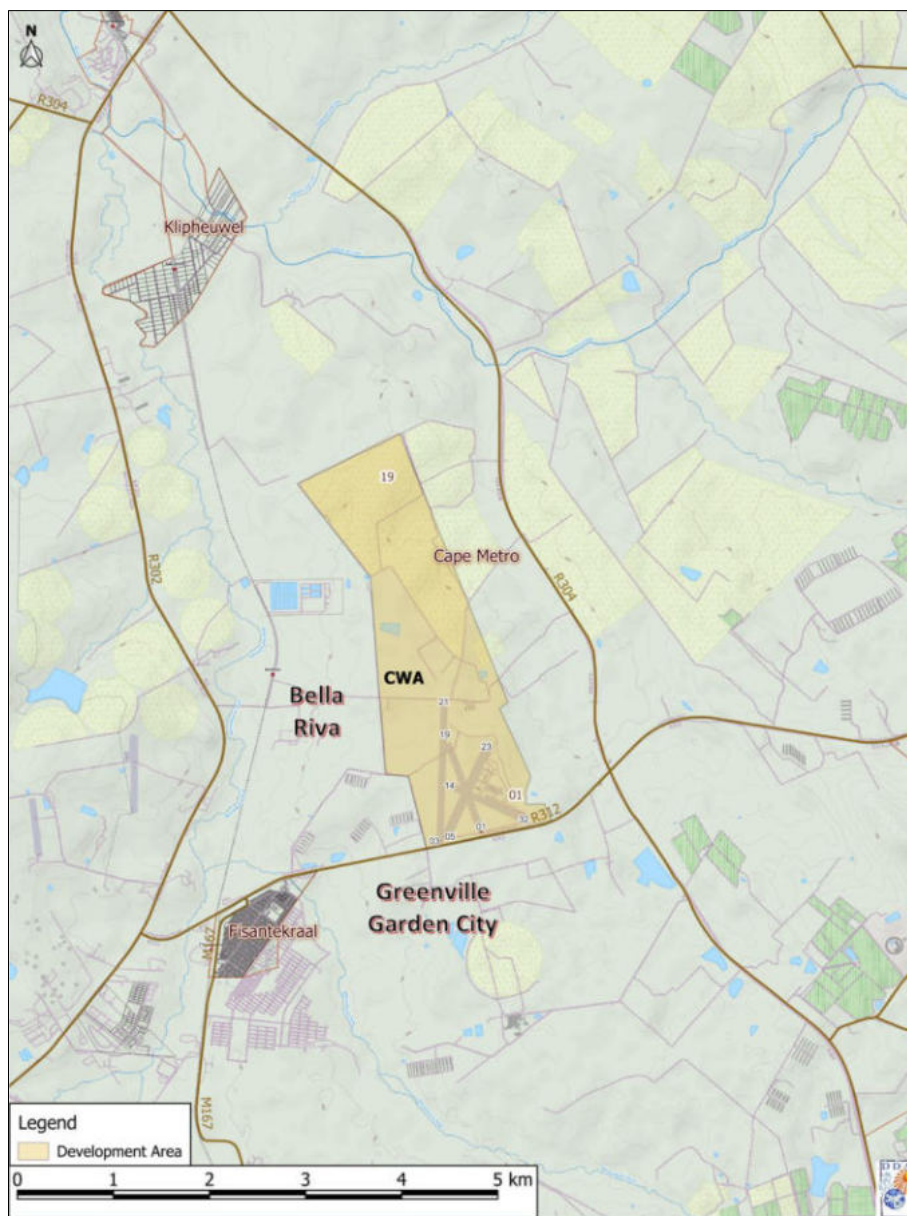 N
R304
Klipheuwel
19
Cape Metro
R302
R304
CWA
21
Bella
Riva
19
23
14
01
R312
32
01
05
03
Greenville
Garden City
Fisantekraal
M167
M167
Legend
Development Area
0 1 2 3 4 5 km